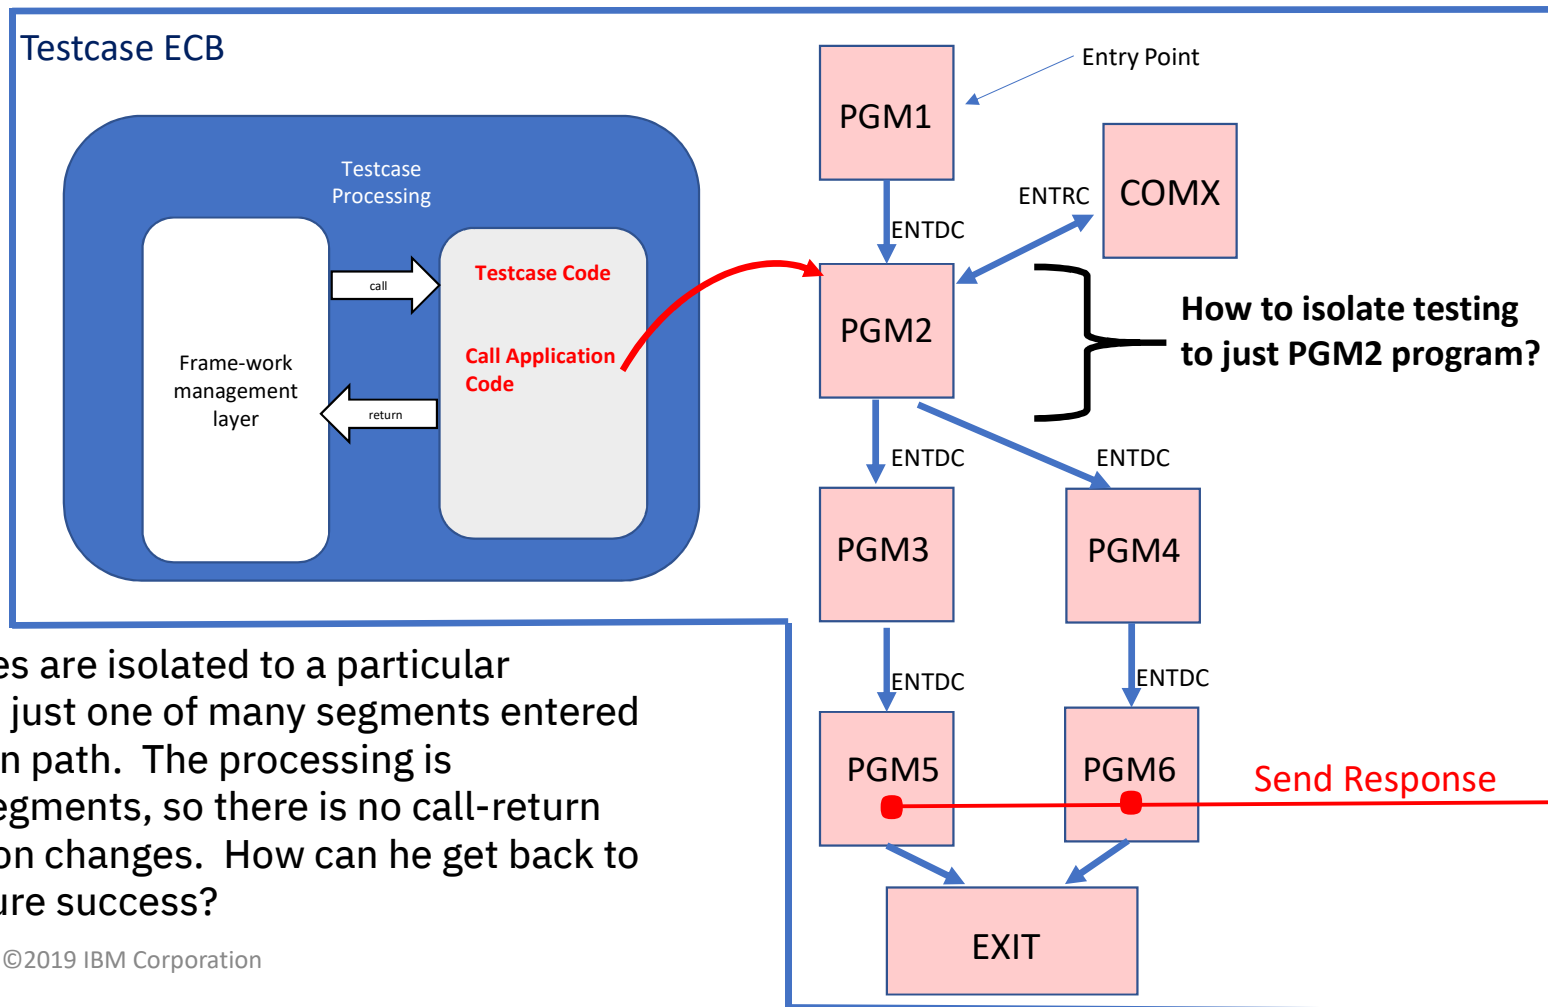 Testcase ECB
Testcase
Processing
Frame-work
management
layer
call
return
Testcase Code
Call Application
Code
PGM1
Entry Point
ENTDC
ENTRC
COMX
PGM2
How to isolate testing
to just PGM2 program?
ENTDC
ENTDC
PGM3
PGM4
ENTDC
ENTDC
PGM5
PGM6
Send Response
EXIT
es are isolated to a particular
just one of many segments entered
n path. The processing is
egments, so there is no call-return
on changes. How can he get back to
ure success?
©2019 IBM Corporation